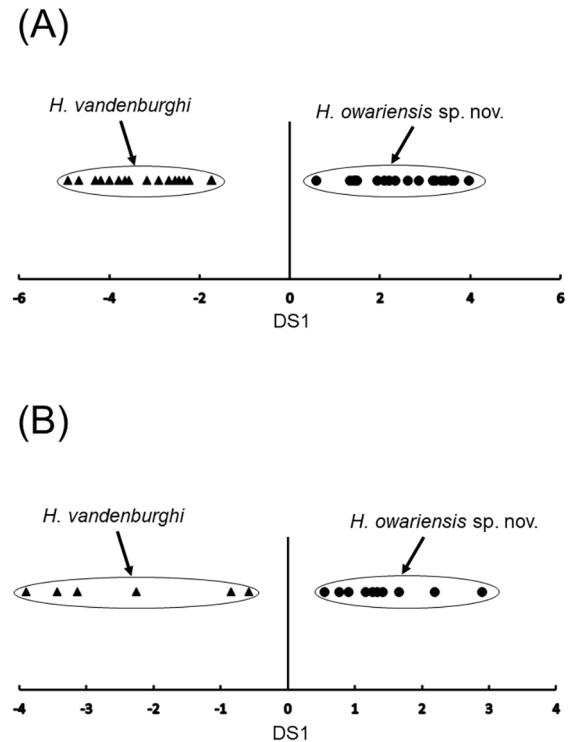 (A)
H. vandenburghi
H. owariensis sp. nov.
-6 -4 -2 0 2 4 6
DS1
(B)
H. vandenburghi
H. owariensis sp. nov.
-4 -3 -2 -1 0 1 2 3 4
DS1